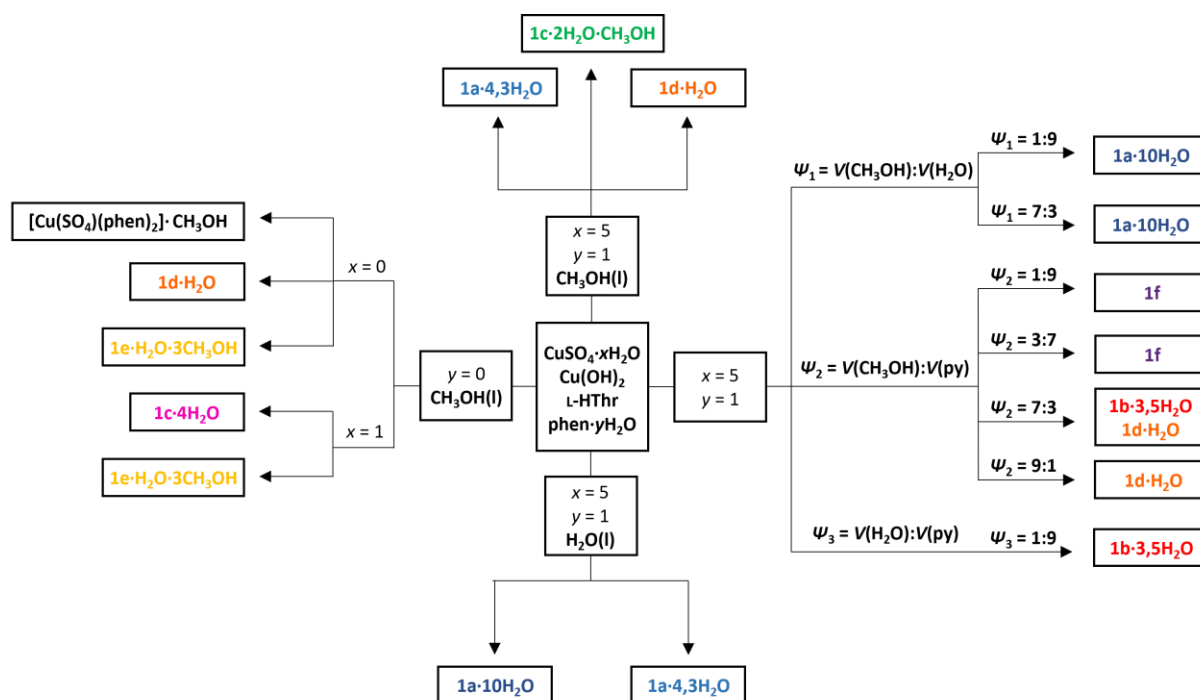 1c·2H₂O·CH₃OH
1a·4,3H₂O
1d·H₂O
x = 5
y = 1
CH₃OH(l)
[Cu(SO₄)(phen)₂]·CH₃OH
1d·H₂O
1e·H₂O·3CH₃OH
x = 0
1c·4H₂O
1e·H₂O·3CH₃OH
x = 1
y = 0
CH₃OH(l)
CuSO₄·xH₂O
Cu(OH)₂
L-HThr
phen·yH₂O
x = 5
y = 1
Ψ₁ = V(CH₃OH):V(H₂O)
Ψ₁ = 1:9
1a·10H₂O
Ψ₁ = 7:3
1a·10H₂O
Ψ₂ = V(CH₃OH):V(py)
Ψ₂ = 1:9
1f
Ψ₂ = 3:7
1f
Ψ₂ = 7:3
1b·3,5H₂O
1d·H₂O
Ψ₂ = 9:1
1d·H₂O
Ψ₃ = V(H₂O):V(py)
Ψ₃ = 1:9
1b·3,5H₂O
x = 5
y = 1
H₂O(l)
1a·10H₂O
1a·4,3H₂O